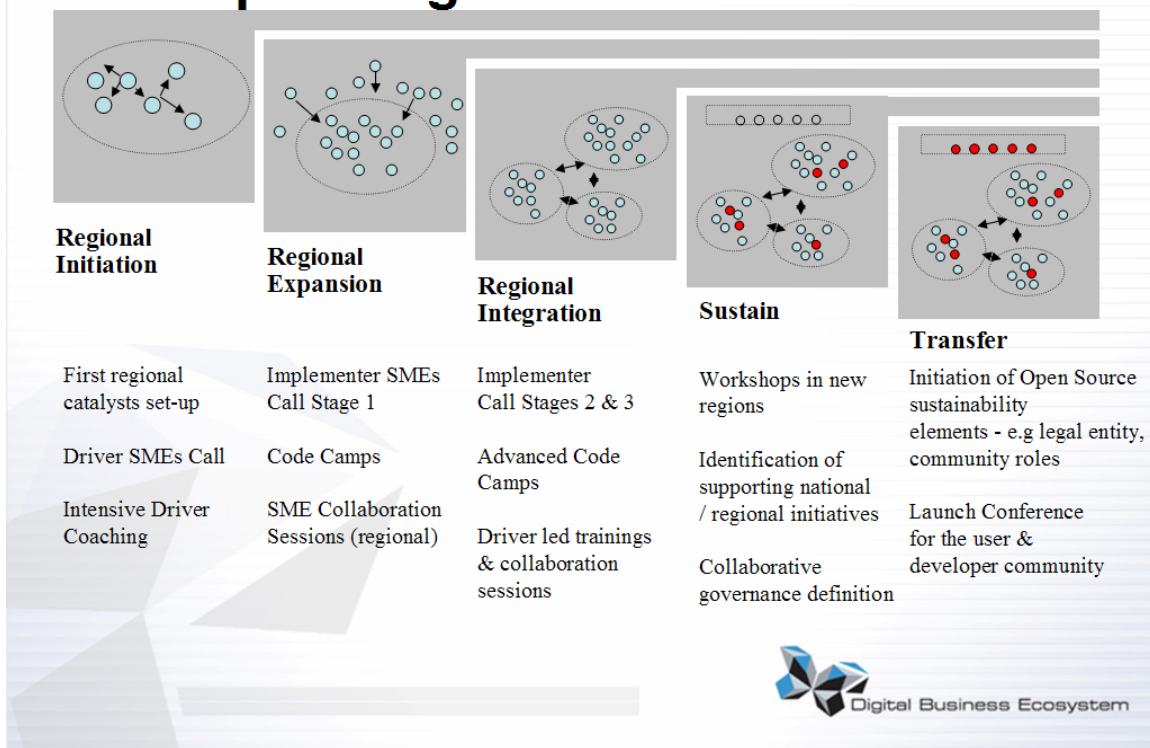 Regional
Initiation
First regional
catalysts set-up
Driver SMEs Call
Intensive Driver
Coaching
Regional
Expansion
Implementer SMEs
Call Stage 1
Code Camps
SME Collaboration
Sessions (regional)
Regional
Integration
Implementer
Call Stages 2 & 3
Advanced Code
Camps
Driver led trainings
& collaboration
sessions
Sustain
Workshops in new
regions
Identification of
supporting national
/ regional initiatives
Collaborative
governance definition
Transfer
Initiation of Open Source
sustainability
elements - e.g legal entity,
community roles
Launch Conference
for the user &
developer community
Digital Business Ecosystem